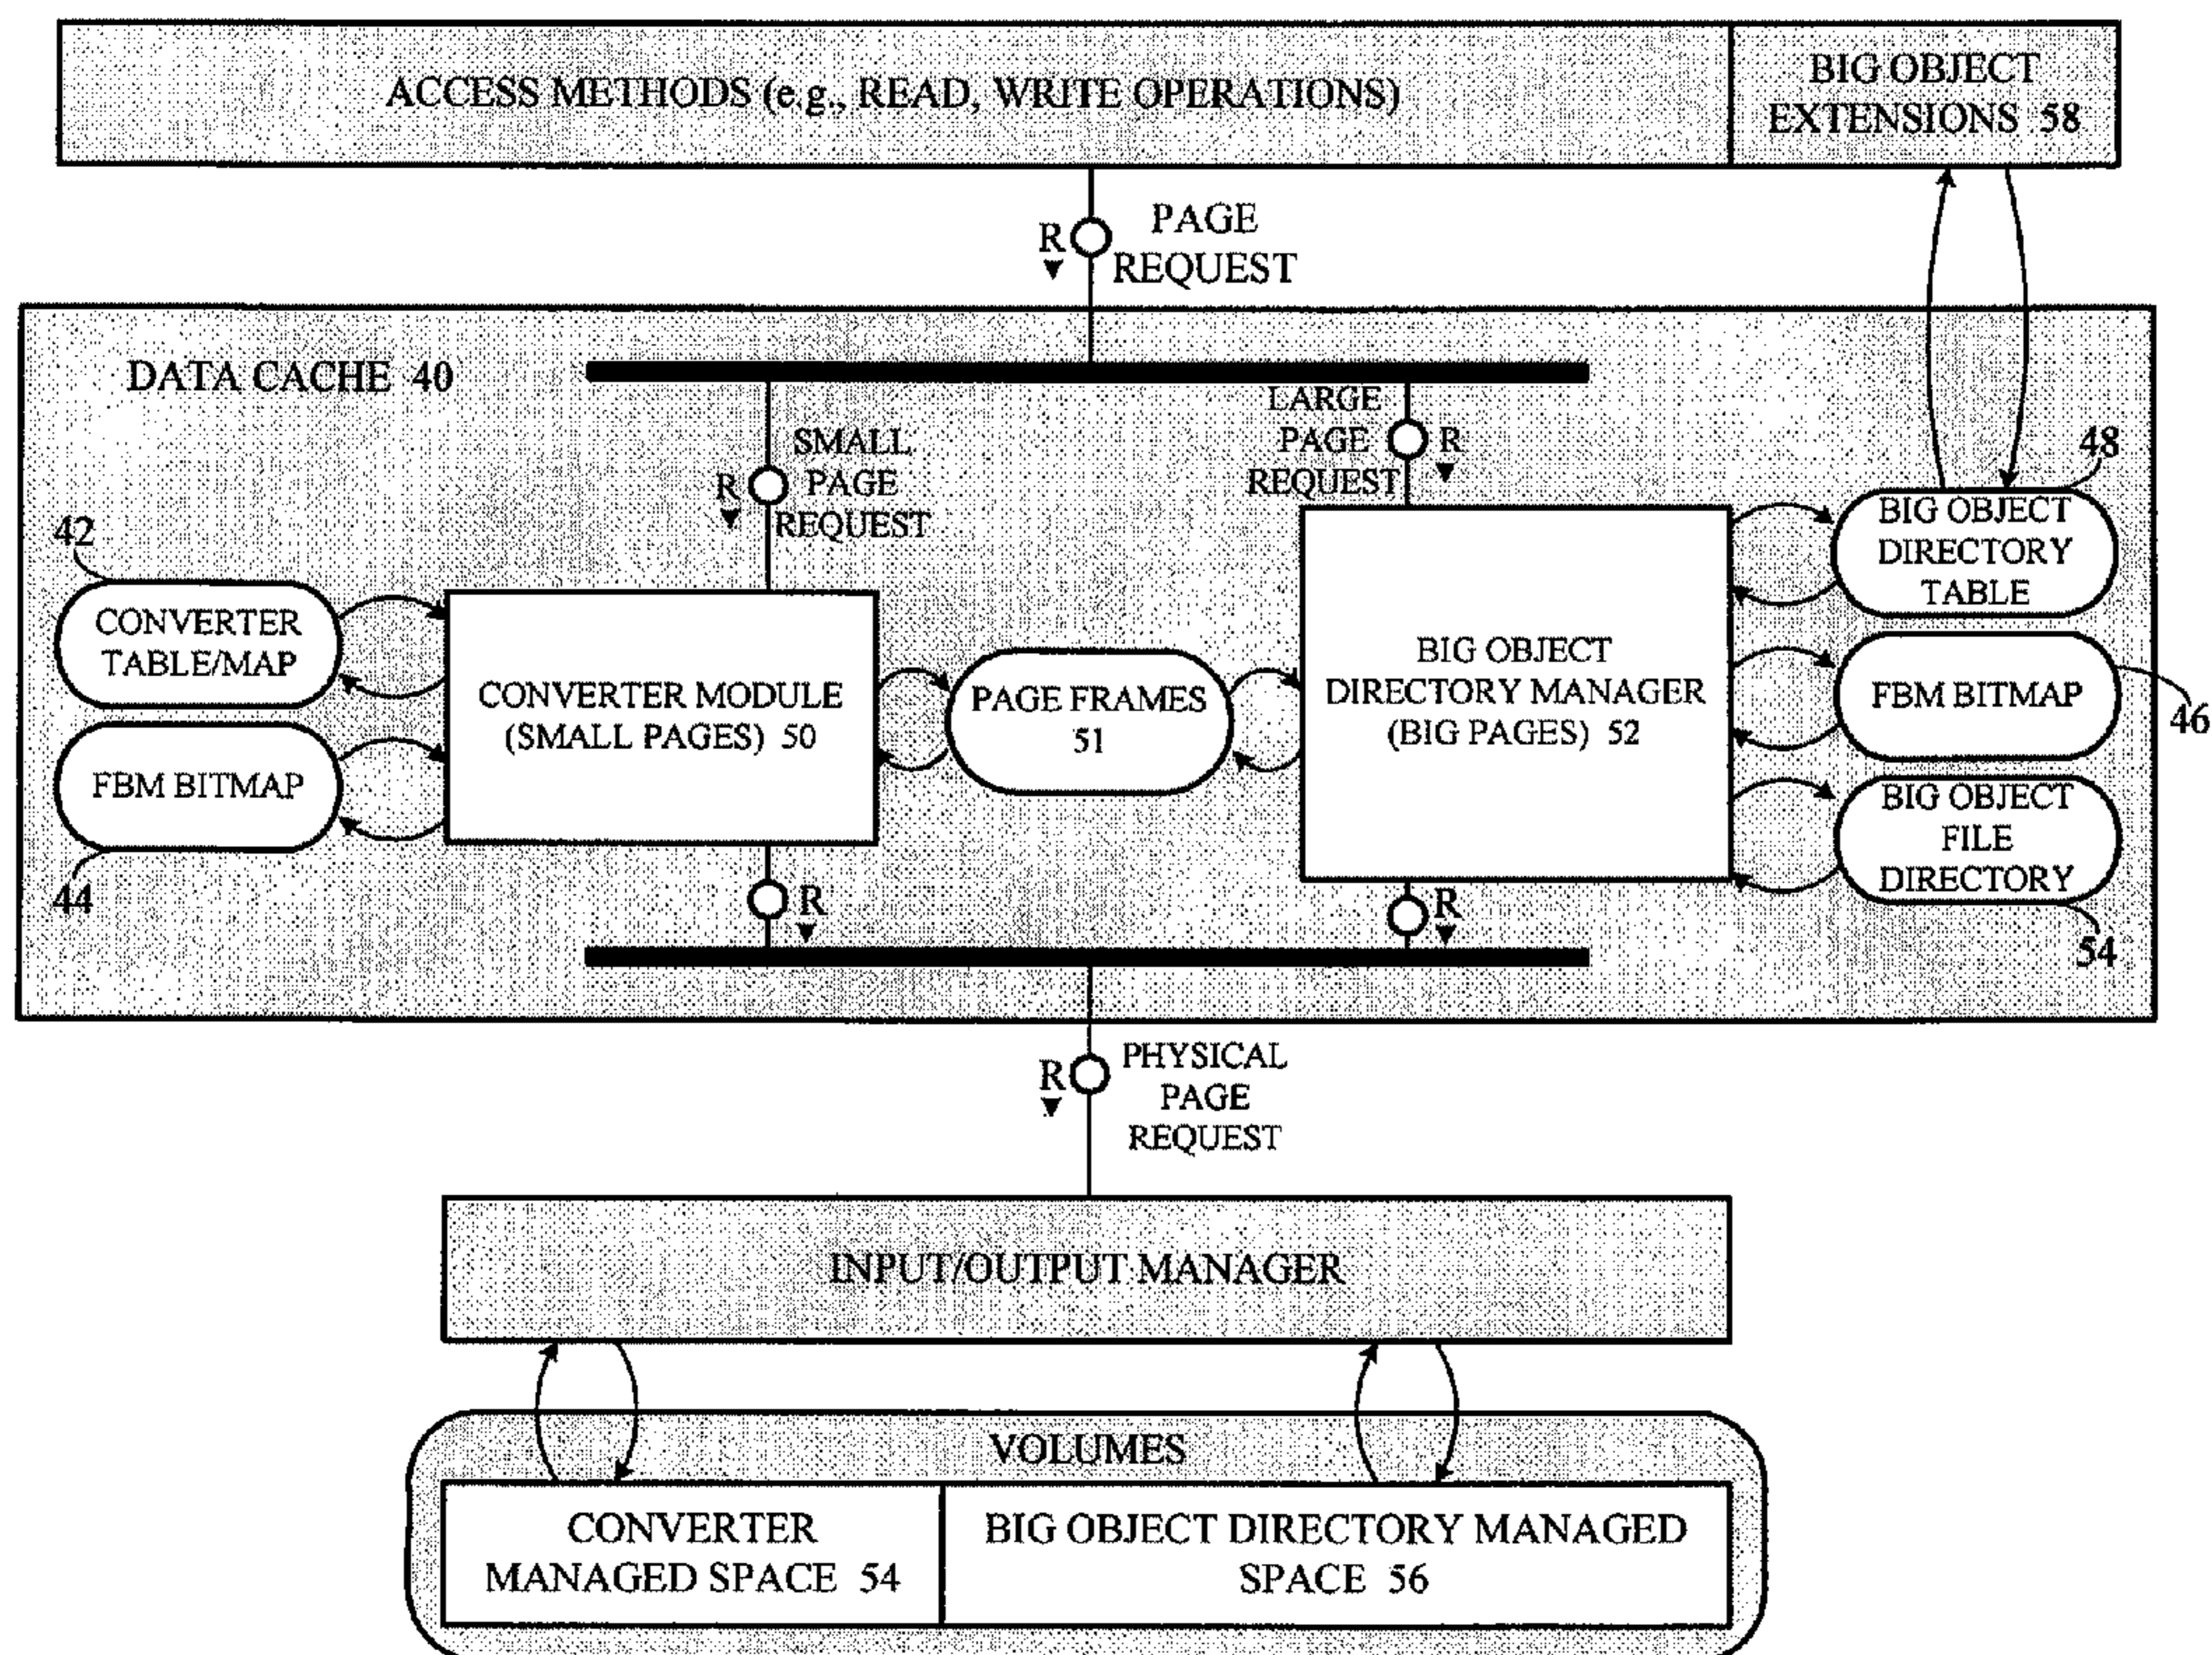 ACCESS METHODS (e.g., READ, WRITE OPERATIONS)
BIG OBJECT
EXTENSIONS 58
R
PAGE
REQUEST
DATA CACHE 40
SMALL
PAGE
REQUEST
R
LARGE
PAGE
REQUEST
R
42
CONVERTER
TABLE/MAP
FBM BITMAP
44
CONVERTER MODULE
(SMALL PAGES) 50
PAGE FRAMES
51
BIG OBJECT
DIRECTORY MANAGER
(BIG PAGES) 52
48
BIG OBJECT
DIRECTORY
TABLE
FBM BITMAP
46
BIG OBJECT
FILE
DIRECTORY
54
R
R
R
PHYSICAL
PAGE
REQUEST
INPUT/OUTPUT MANAGER
VOLUMES
CONVERTER
MANAGED SPACE 54
BIG OBJECT DIRECTORY MANAGED
SPACE 56